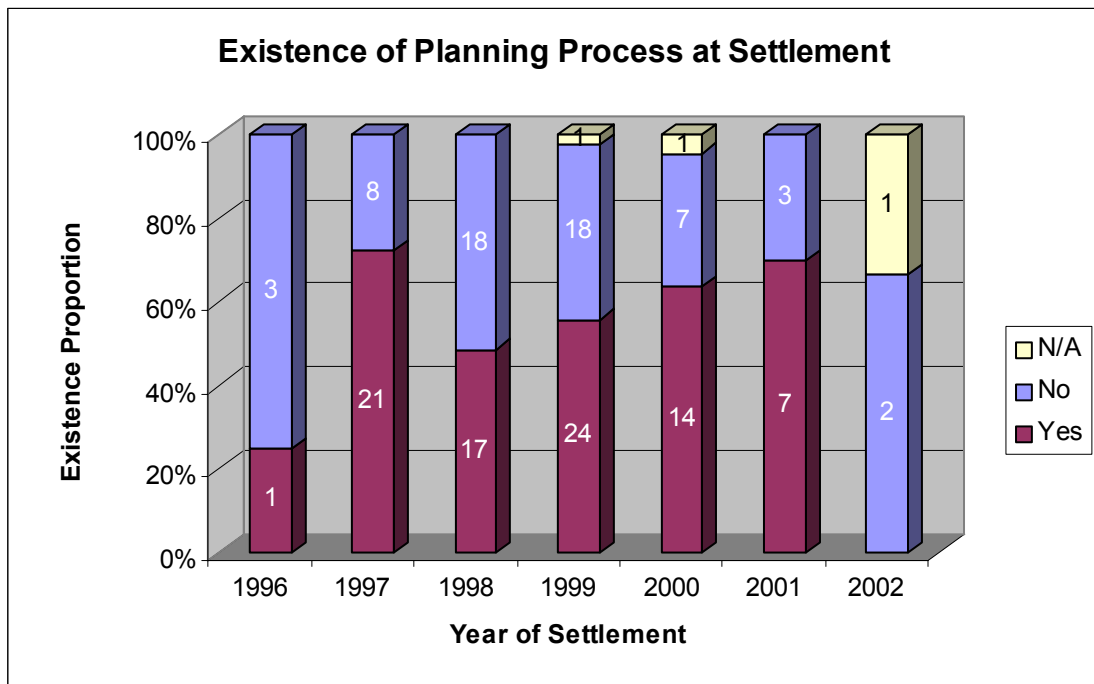 Existence of Planning Process at Settlement
100%
80%
60%
40%
20%
0%
Existence Proportion
1 1 1
8 3
18 18 7
3
21 7 2
17 24 14
1
1996 1997 1998 1999 2000 2001 2002
Year of Settlement
N/A
No
Yes